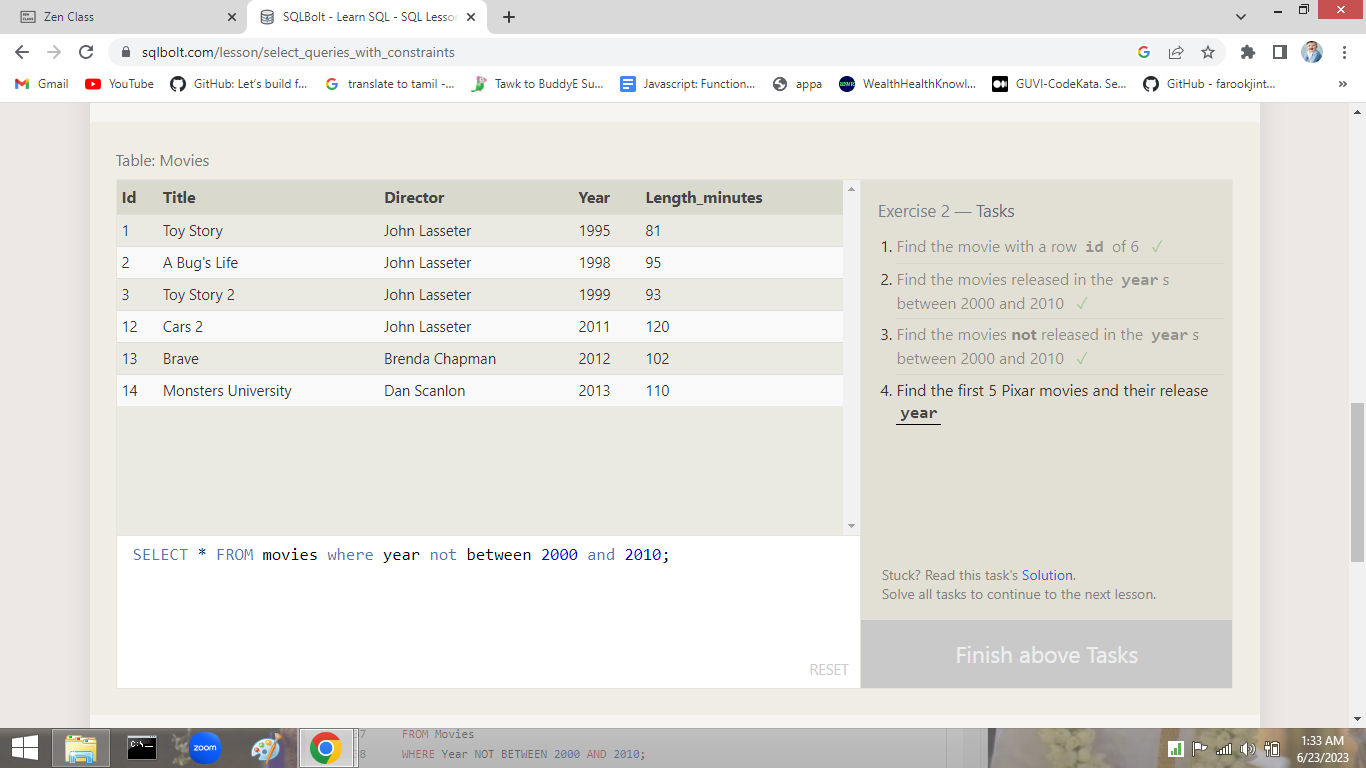 Zen Class
SQLBolt - Learn SQL - SQL Lesson
sqlbolt.com/lesson/select_queries_with_constraints
Gmail YouTube GitHub: Let's build f... translate to tamil -... Tawk to BuddyE Su... Javascript: Function... appa WealthHealthKnowl... GUVI-CodeKata. Se... GitHub - farookjint... »
Table: Movies
Id Title Director Year Length_minutes
1 Toy Story John Lasseter 1995 81
2 A Bug's Life John Lasseter 1998 95
3 Toy Story 2 John Lasseter 1999 93
12 Cars 2 John Lasseter 2011 120
13 Brave Brenda Chapman 2012 102
14 Monsters University Dan Scanlon 2013 110
SELECT * FROM movies where year not between 2000 and 2010;
RESET
Exercise 2 — Tasks
1. Find the movie with a row id of 6 ✓
2. Find the movies released in the year s
between 2000 and 2010 ✓
3. Find the movies not released in the year s
between 2000 and 2010 ✓
4. Find the first 5 Pixar movies and their release
year
Stuck? Read this task's Solution.
Solve all tasks to continue to the next lesson.
Finish above Tasks
7 FROM Movies
8 WHERE Year NOT BETWEEN 2000 AND 2010;
C:\_
zoom
1:33 AM
6/23/2023